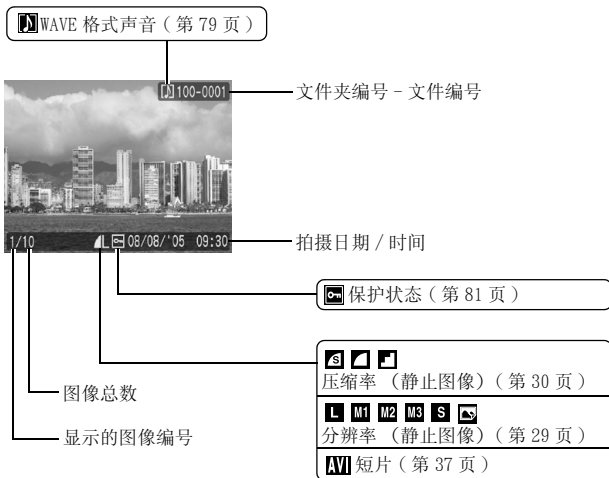 WAVE 格式声音（第 79 页）
100-0001
文件夹编号 - 文件编号
1/10 L 08/08/'05 09:30
拍摄日期 / 时间
保护状态（第 81 页）
S
压缩率 （静止图像）（第 30 页）
图像总数
L M1 M2 M3 S
分辨率 （静止图像）（第 29 页）
显示的图像编号
AVI 短片（第 37 页）